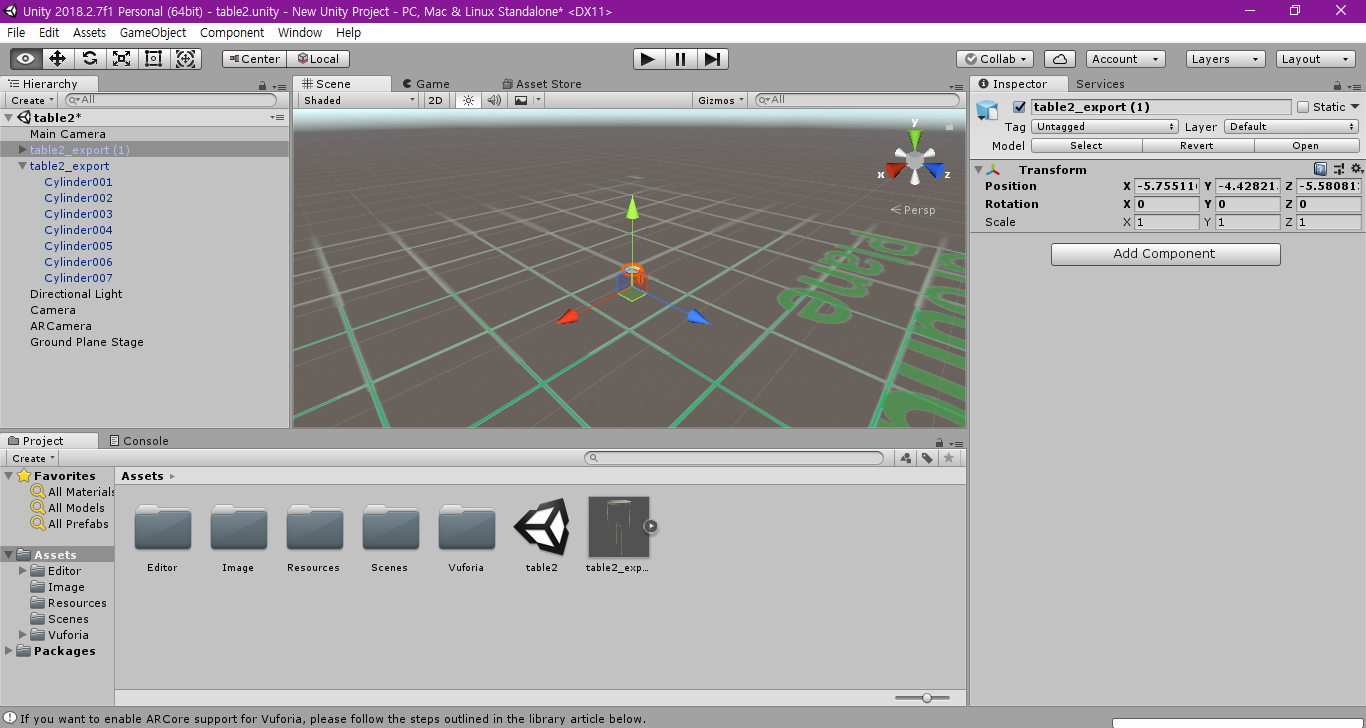 Unity 2018.2.7f1 Personal (64bit) - table2.unity - New Unity Project - PC, Mac & Linux Standalone* <DX11>
File Edit Assets GameObject Component Window Help
Center Local Collab Account Layers Layout
Hierarchy
Create All
table2*
Main Camera
table2_export (1)
table2_export
Cylinder001
Cylinder002
Cylinder003
Cylinder004
Cylinder005
Cylinder006
Cylinder007
Directional Light
Camera
ARCamera
Ground Plane Stage
Scene Game Asset Store
Shaded 2D Gizmos All
y
x z
Persp
Plane
Inspector Services
table2_export (1) Static
Tag Untagged Layer Default
Model Select Revert Open
Transform
Position X -5.7551 Y -4.42821 Z -5.5808
Rotation X 0 Y 0 Z 0
Scale X 1 Y 1 Z 1
Add Component
Project Console
Create
Favorites
All Materials
All Models
All Prefabs
Assets
Editor
Image
Resources
Scenes
Vuforia
Packages
Assets
Editor Image Resources Scenes Vuforia table2 table2_exp...
If you want to enable ARCore support for Vuforia, please follow the steps outlined in the library article below.